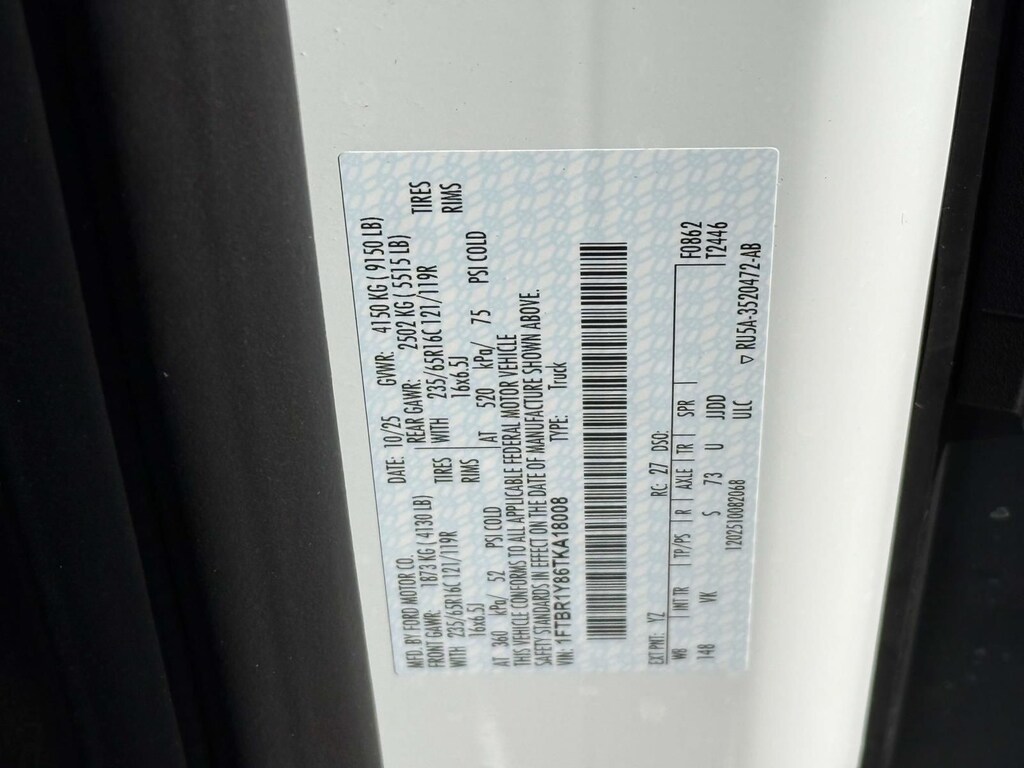 MFD. BY FORD MOTOR CO. DATE: 10/25 GVWR: 4150 KG ( 9150 LB)
FRONT GAWR: 1873 KG ( 4130 LB) REAR GAWR: 2502 KG ( 5515 LB)
WITH 235/65R16C 121/119R TIRES WITH 235/65R16C 121/119R TIRES
16x6.5J RIMS 16x6.5J RIMS
AT 360 kPa/ 52 PSI COLD AT 520 kPa/ 75 PSI COLD
THIS VEHICLE CONFORMS TO ALL APPLICABLE FEDERAL MOTOR VEHICLE
SAFETY STANDARDS IN EFFECT ON THE DATE OF MANUFACTURE SHOWN ABOVE.
VIN: 1FTBR1Y86TKA18008 TYPE: Truck
EXT PNT: YZ RC: 27 DSO: F0862
WB INT TR TP/PS R AXLE TR SPR T2446
148 VK S 73 U JJDD
1202510082068 ULC ▽ RU5A-3520472-AB